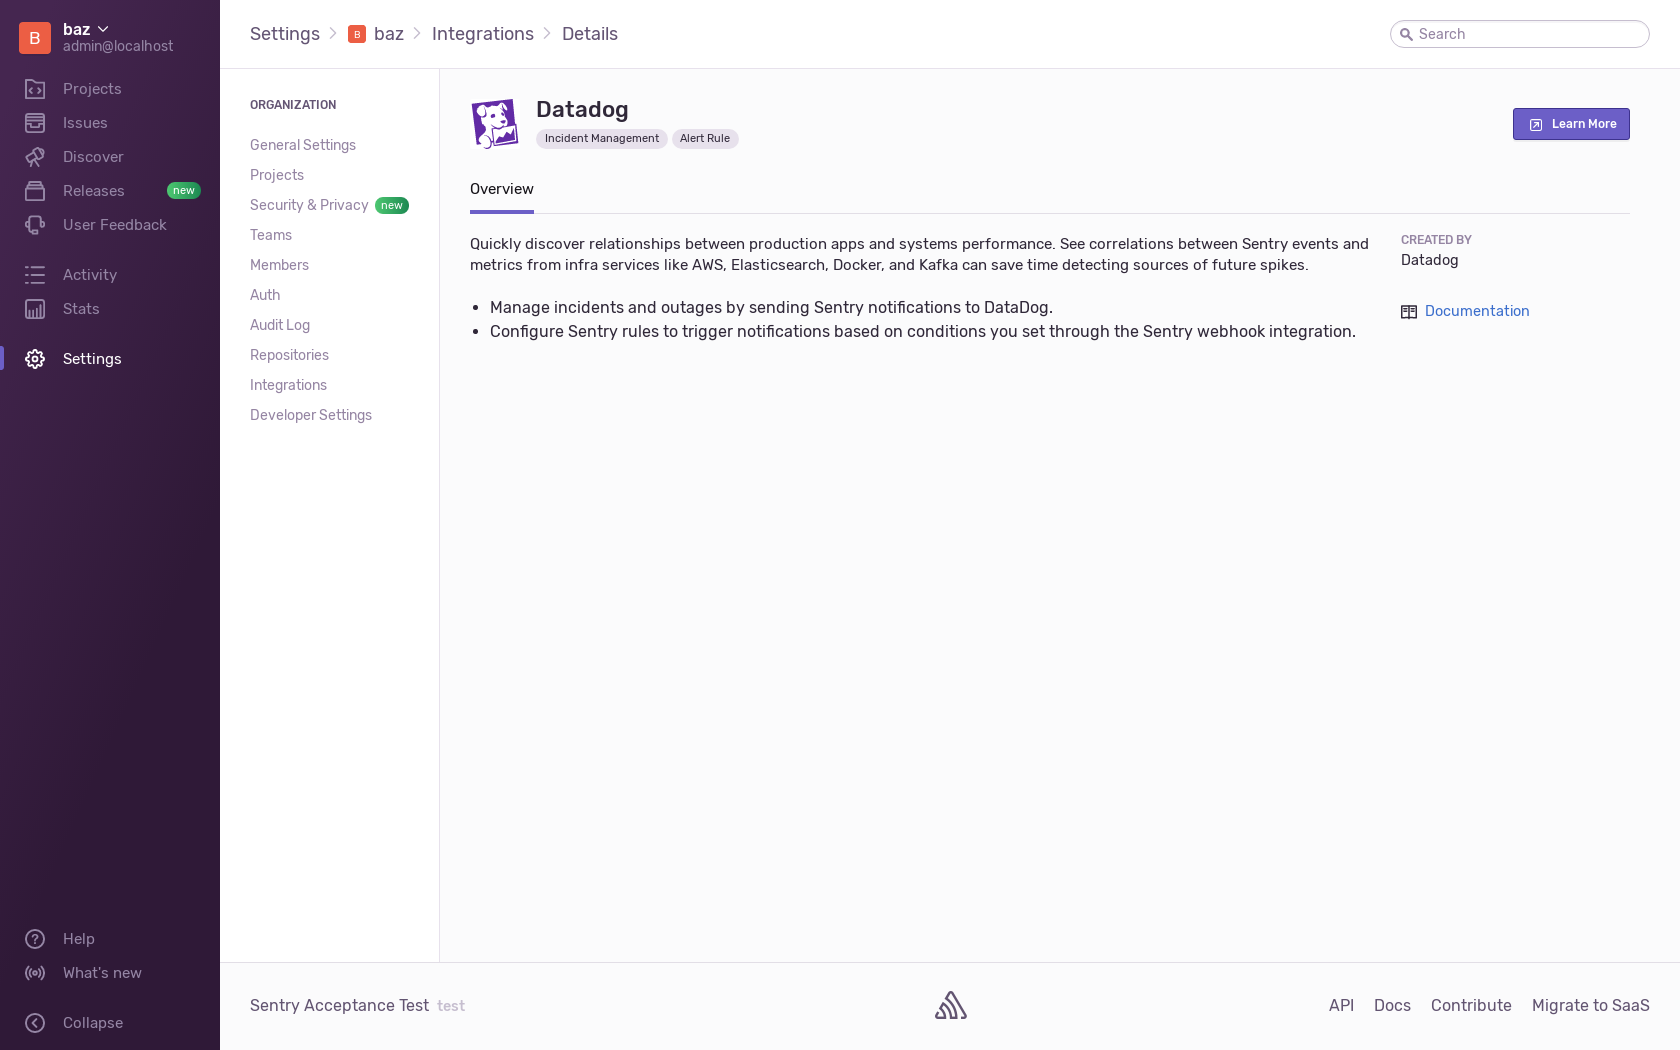 B
baz
admin@localhost
Projects
Issues
Discover
Releases new
User Feedback
Activity
Stats
Settings
Help
What's new
Collapse
Settings B baz Integrations Details
Search
ORGANIZATION
General Settings
Projects
Security & Privacy new
Teams
Members
Auth
Audit Log
Repositories
Integrations
Developer Settings
Datadog
Incident Management Alert Rule
Learn More
Overview
Quickly discover relationships between production apps and systems performance. See correlations between Sentry events and
metrics from infra services like AWS, Elasticsearch, Docker, and Kafka can save time detecting sources of future spikes.
• Manage incidents and outages by sending Sentry notifications to DataDog.
• Configure Sentry rules to trigger notifications based on conditions you set through the Sentry webhook integration.
CREATED BY
Datadog
Documentation
Sentry Acceptance Test test
API Docs Contribute Migrate to SaaS